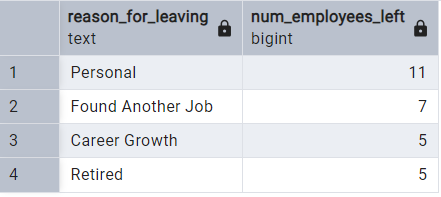 reason_for_leaving num_employees_left
text bigint
1 Personal 11
2 Found Another Job 7
3 Career Growth 5
4 Retired 5